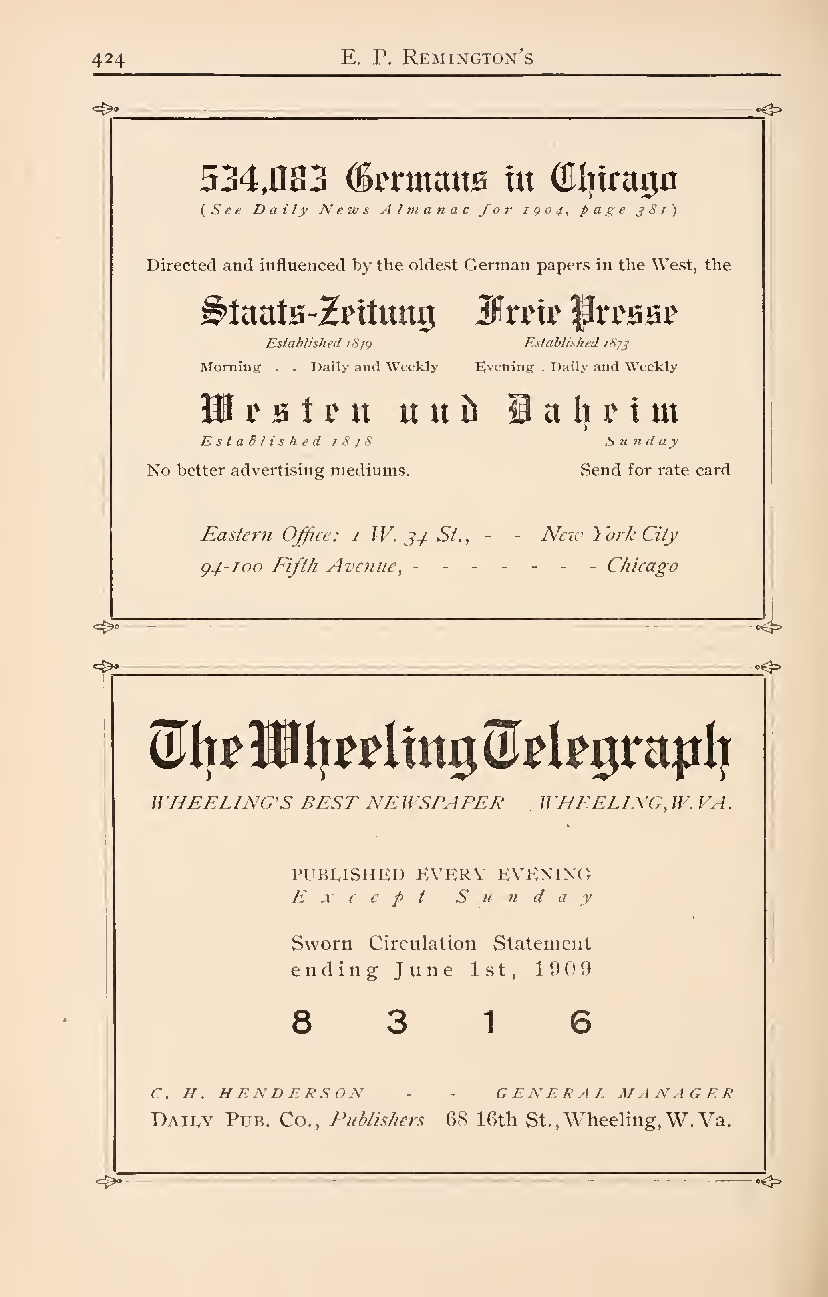 424 E. P. REMINGTON'S
534,083 Germans in Chicago
(See Daily News Almanac for 1904, page 381)
Directed and influenced by the oldest German papers in the West, the
Staats-Zeitung Freie Presse
Established 1859 Established 1873
Morning . . Daily and Weekly Evening . Daily and Weekly
Westen und Daheim
Established 1858 Sunday
No better advertising mediums. Send for rate card
Eastern Office: 1 W. 34 St., - - New York City
94-100 Fifth Avenue, - - - - - - - Chicago
The Wheeling Telegraph
WHEELING'S BEST NEWSPAPER . WHEELING, W. VA.
PUBLISHED EVERY EVENING
Except Sunday
Sworn Circulation Statement
ending June 1st, 1909
8 3 1 6
C. H. HENDERSON - - GENERAL MANAGER
DAILY PUB. CO., Publishers 68 16th St., Wheeling, W. Va.